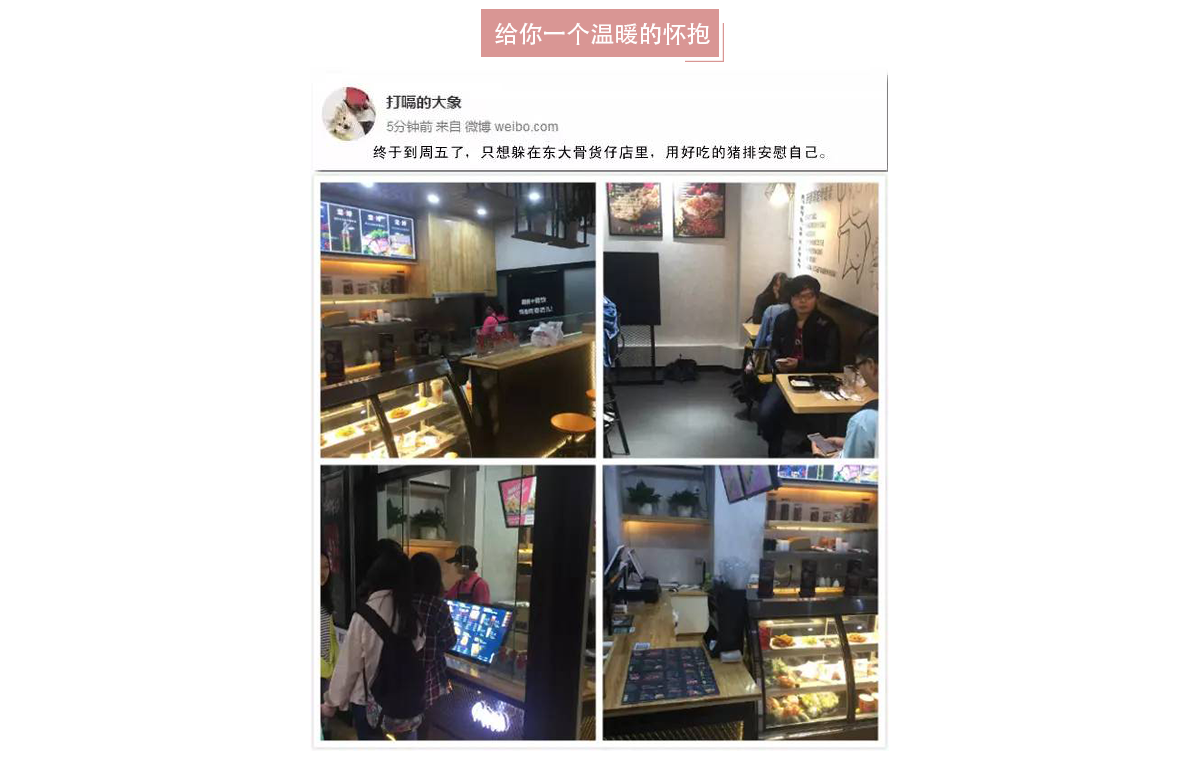 给你一个温暖的怀抱
打嗝的大象
5分钟前 来自 微博 weibo.com
终于到周五了，只想躲在东大骨货仔店里，用好吃的猪排安慰自己。